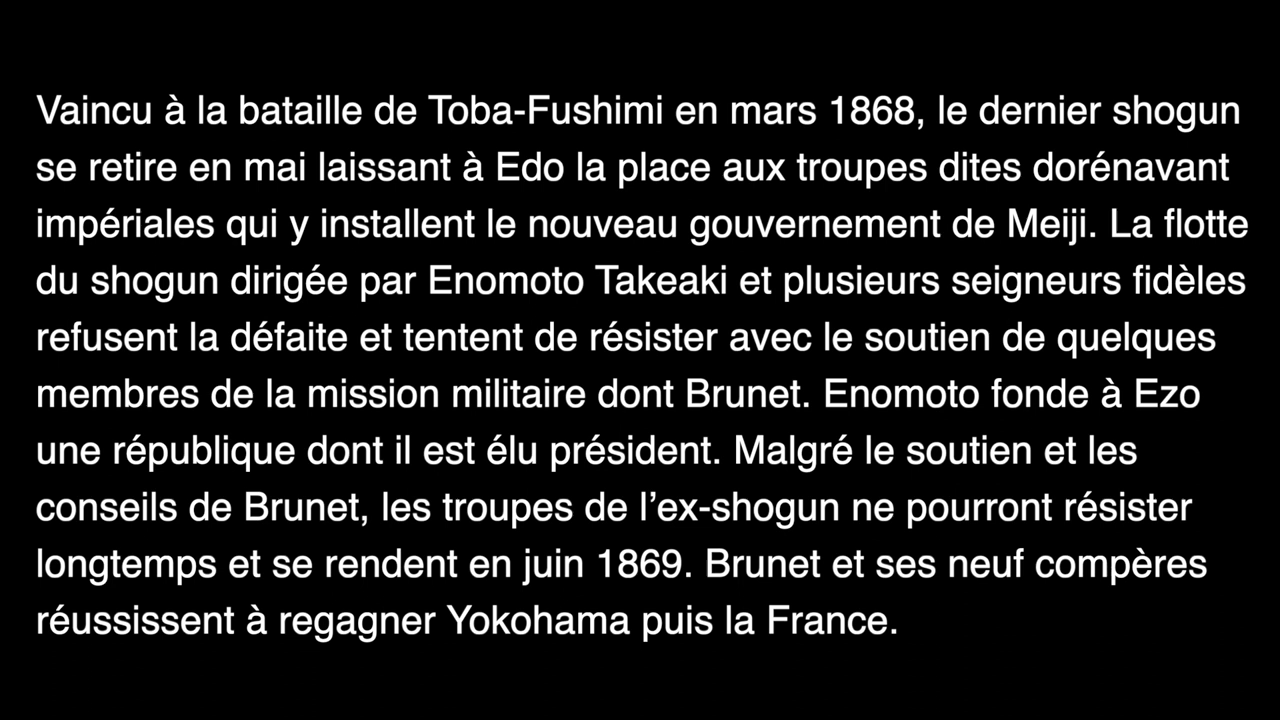 Vaincu à la bataille de Toba-Fushimi en mars 1868, le dernier shogun
se retire en mai laissant à Edo la place aux troupes dites dorénavant
impériales qui y installent le nouveau gouvernement de Meiji. La flotte
du shogun dirigée par Enomoto Takeaki et plusieurs seigneurs fidèles
refusent la défaite et tentent de résister avec le soutien de quelques
membres de la mission militaire dont Brunet. Enomoto fonde à Ezo
une république dont il est élu président. Malgré le soutien et les
conseils de Brunet, les troupes de l’ex-shogun ne pourront résister
longtemps et se rendent en juin 1869. Brunet et ses neuf compères
réussissent à regagner Yokohama puis la France.